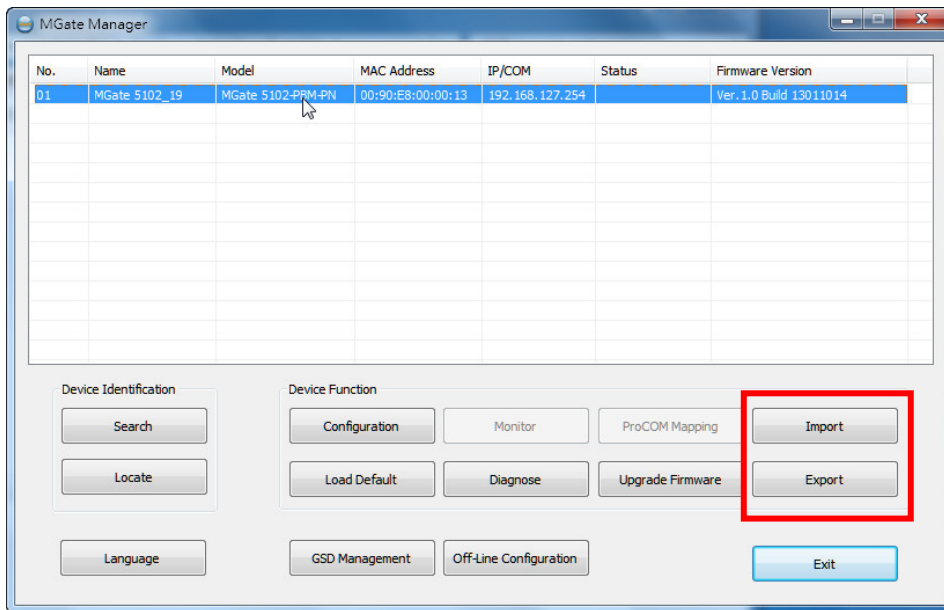 MGate Manager
No. Name Model MAC Address IP/COM Status Firmware Version
01 MGate 5102_19 MGate 5102-PBM-PN 00:90:E8:00:00:13 192.168.127.254 Ver.1.0 Build 13011014
Device Identification Device Function
Search Configuration Monitor ProCOM Mapping Import
Locate Load Default Diagnose Upgrade Firmware Export
Language GSD Management Off-Line Configuration Exit